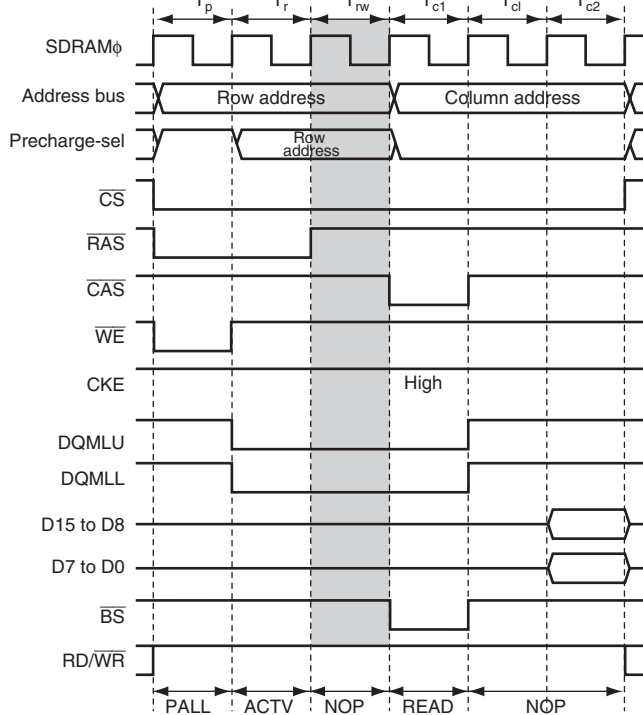 Tp Tr Trw Tc1 Tcl Tc2
SDRAMφ
Address bus Row address Column address
Precharge-sel Row address
CS
RAS
CAS
WE
CKE High
DQMLU
DQMLL
D15 to D8
D7 to D0
BS
RD/WR
PALL ACTV NOP READ NOP